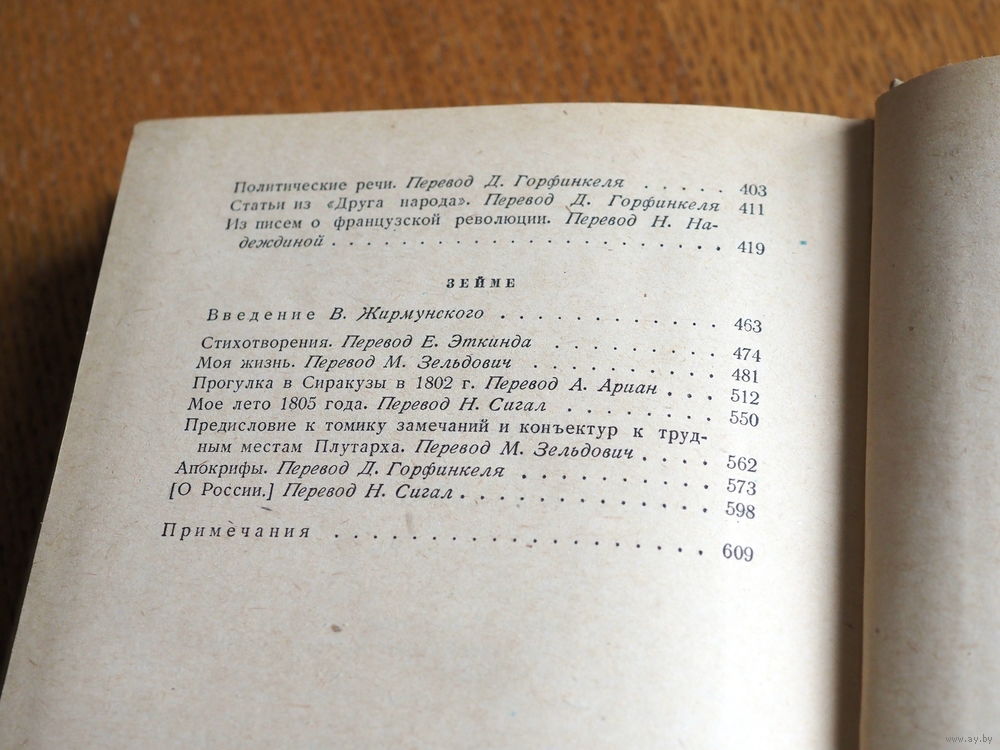 Политические речи. Перевод Д. Горфинкеля . . . . . 403
Статьи из «Друга народа». Перевод Д. Горфинкеля 411
Из писем о французской революции. Перевод Н. На-
деждиной . . . . . . . . . . . . . . . . . . . . . . 419
ЗЕЙМЕ
Введение В. Жирмунского . . . . . . . . . . . . 463
Стихотворения. Перевод Е. Эткинда . . . . . . . . . 474
Моя жизнь. Перевод М. Зельдович . . . . . . . . . . 481
Прогулка в Сиракузы в 1802 г. Перевод А. Ариан . . . 512
Мое лето 1805 года. Перевод Н. Сигал . . . . . . . . 550
Предисловие к томику замечаний и конъектур к труд-
ным местам Плутарха. Перевод М. Зельдович . . . . 562
Апокрифы. Перевод Д. Горфинкеля . . . . . . . . . . 573
[О России.] Перевод Н. Сигал . . . . . . . . . . . . . 598
Примечания . . . . . . . . . . . . . . . . . . . . 609
www.ay.by